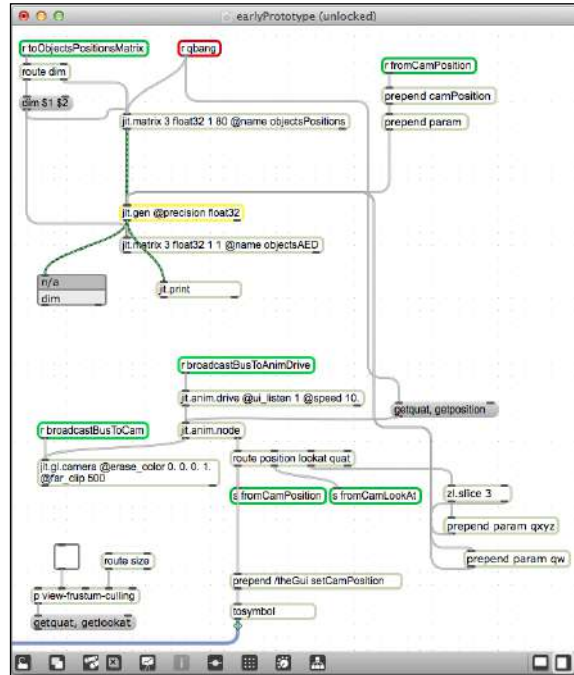 earlyPrototype (unlocked)
r toObjectsPositionsMatrix
r qbang
route dim
r fromCamPosition
dim $1 $2
prepend camPosition
jit.matrix 3 float32 1 80 @name objectsPositions
prepend param
jit.gen @precision float32
jit.matrix 3 float32 1 1 @name objectsAED
n/a
dim
jit.print
r broadcastBusToAnimDrive
jit.anim.drive @ui_listen 1 @speed 10.
getquat, getposition
r broadcastBusToCam
jit.anim.node
jit.gl.camera @erase_color 0. 0. 0. 1.
@far_clip 500
route position lookat quat
s fromCamPosition
s fromCamLookAt
zl.slice 3
prepend param qxyz
route size
prepend param qw
prepend /theGui setCamPosition
p view-frustum-culling
tosymbol
getquat, getlookat